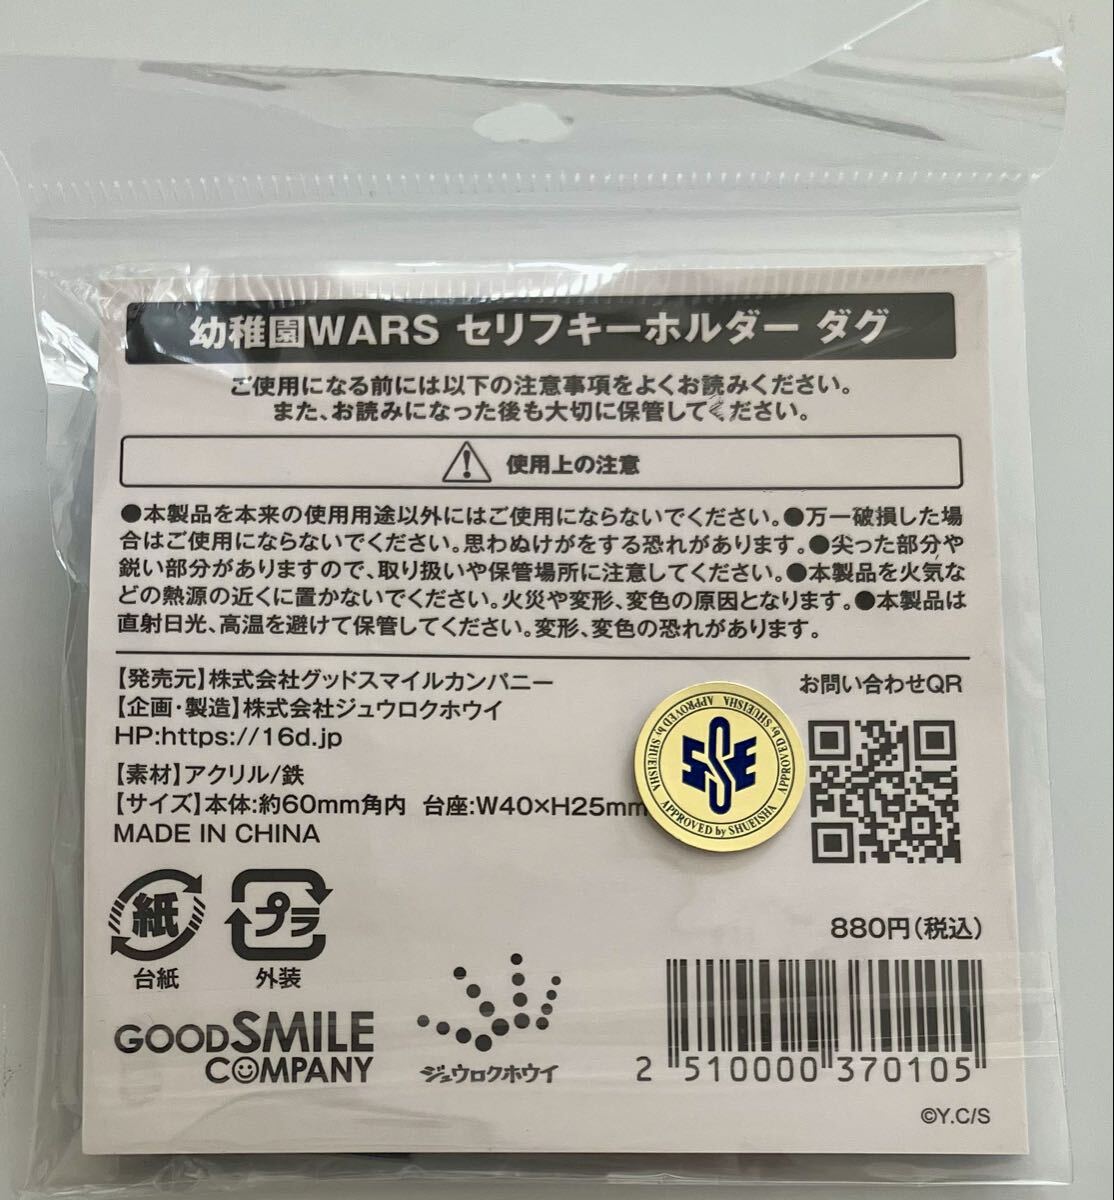 幼稚園WARS セリフキーホルダー ダグ
ご使用になる前には以下の注意事項をよくお読みください。
また、お読みになった後も大切に保管してください。
使用上の注意
●本製品を本来の使用用途以外にはご使用にならないでください。●万一破損した場
合はご使用にならないでください。思わぬけがをする恐れがあります。●尖った部分や
鋭い部分がありますので、取り扱いや保管場所に注意してください。●本製品を火気な
どの熱源の近くに置かないでください。火災や変形、変色の原因となります。●本製品は
直射日光、高温を避けて保管してください。変形、変色の恐れがあります。
【発売元】株式会社グッドスマイルカンパニー
【企画・製造】株式会社ジュウロクホウイ
HP:https://16d.jp
【素材】アクリル/鉄
【サイズ】本体:約60mm角内 台座:W40×H25mm
MADE IN CHINA
お問い合わせQR
APPROVED by SHUEISHA APPROVED by SHUEISHA APPROVED by SHUEISHA
SSE
紙
台紙
プラ
外装
880円(税込)
GOOD SMILE
COMPANY
ジュウロクホウイ
2 510000 370105
©Y.C/S